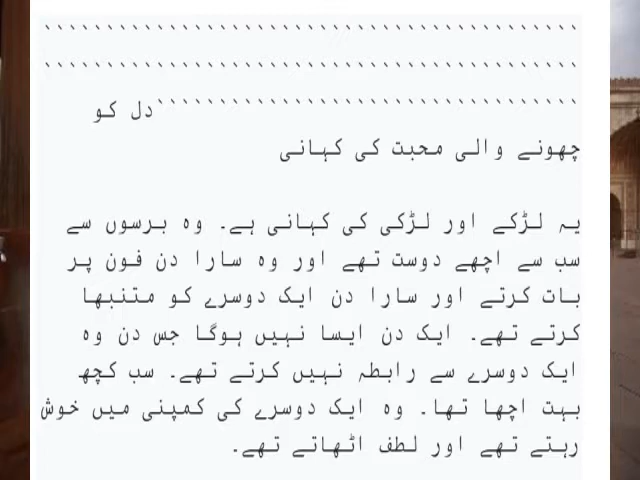 ``````````````````````````````````````
``````````````````````````````````````
``````````````````````````````دل کو
چھونے والی محبت کی کہانی
یہ لڑکے اور لڑکی کی کہانی ہے۔ وہ برسوں سے
سب سے اچھے دوست تھے اور وہ سارا دن فون پر
بات کرتے اور سارا دن ایک دوسرے کو متنبھا
کرتے تھے۔ ایک دن ایسا نہیں ہوگا جس دن وہ
ایک دوسرے سے رابطہ نہیں کرتے تھے۔ سب کچھ
بہت اچھا تھا۔ وہ ایک دوسرے کی کمپنی میں خوش
رہتے تھے اور لطف اٹھاتے تھے۔